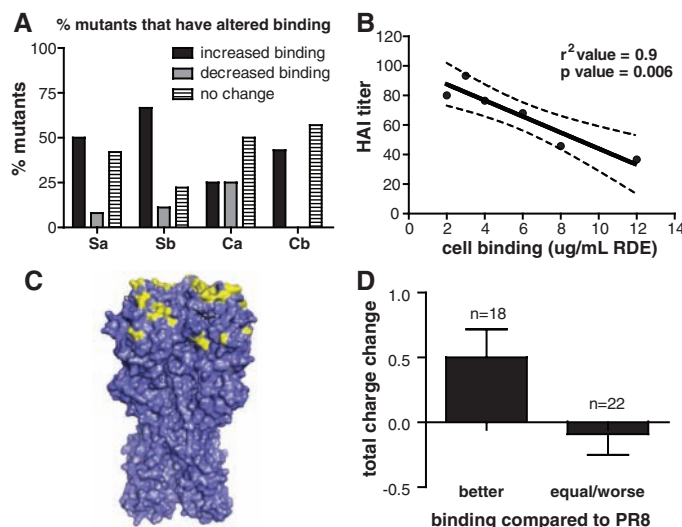 A
% mutants that have altered binding
increased binding
decreased binding
no change
% mutants
100
75
50
25
0
Sa
Sb
Ca
Cb
B
r² value = 0.9
p value = 0.006
HAI titer
120
100
80
60
40
20
0
0
2
4
6
8
10
12
14
cell binding (ug/mL RDE)
C
D
total charge change
1.0
0.5
0.0
-0.5
n=18
n=22
better
equal/worse
binding compared to PR8